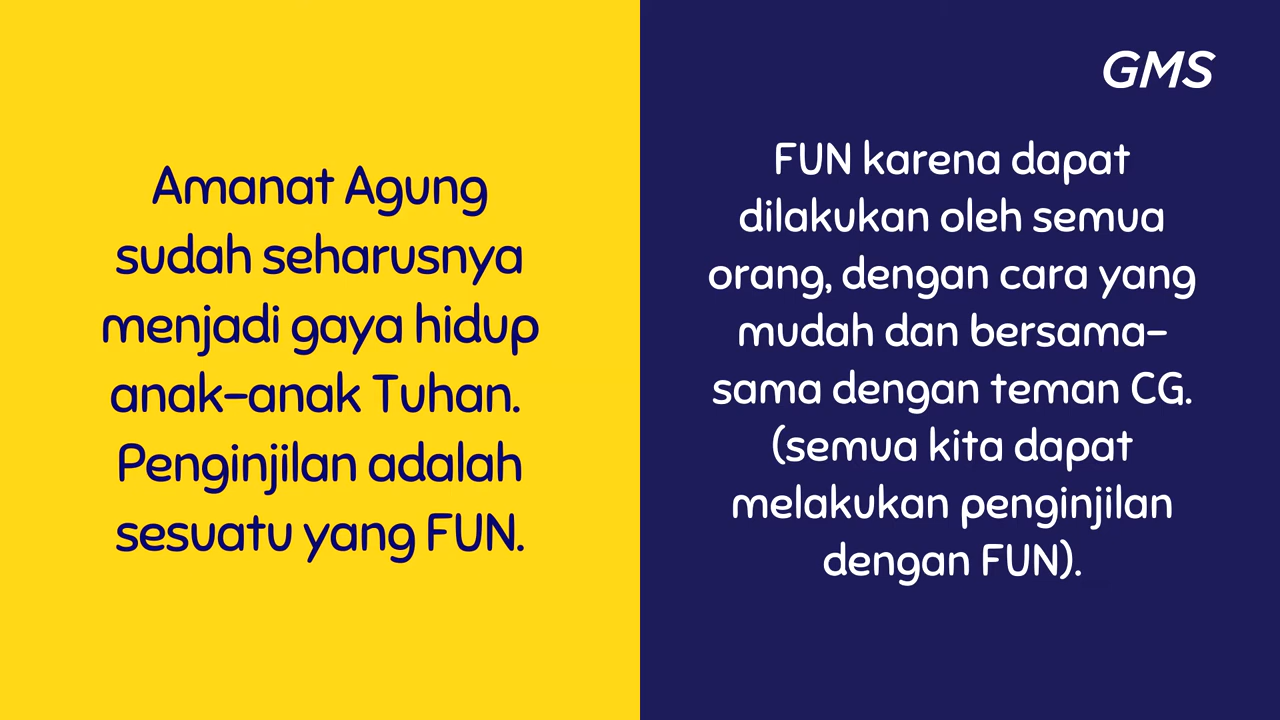 Amanat Agung
sudah seharusnya
menjadi gaya hidup
anak-anak Tuhan.
Penginjilan adalah
sesuatu yang FUN.
GMS
FUN karena dapat
dilakukan oleh semua
orang, dengan cara yang
mudah dan bersama-
sama dengan teman CG.
(semua kita dapat
melakukan penginjilan
dengan FUN).